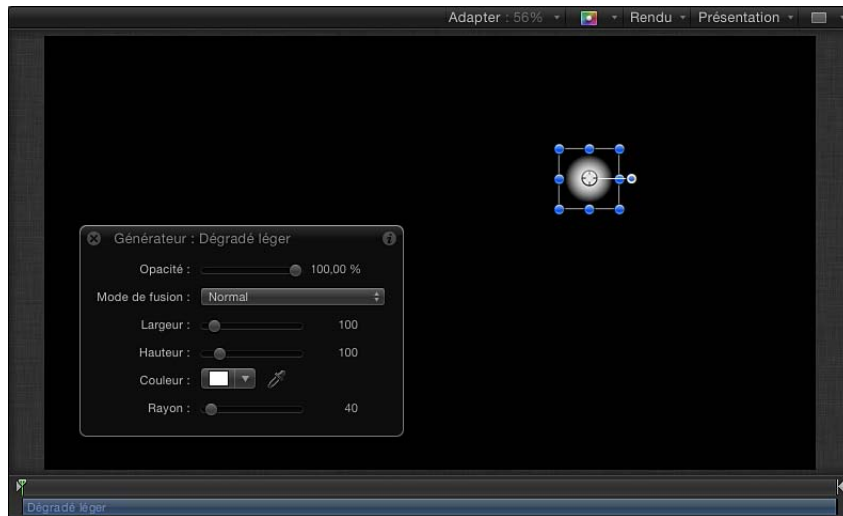 Adapter : 56% Rendu Présentation
Générateur : Dégradé léger
Opacité : 100,00 %
Mode de fusion : Normal
Largeur : 100
Hauteur : 100
Couleur :
Rayon : 40
Dégradé léger